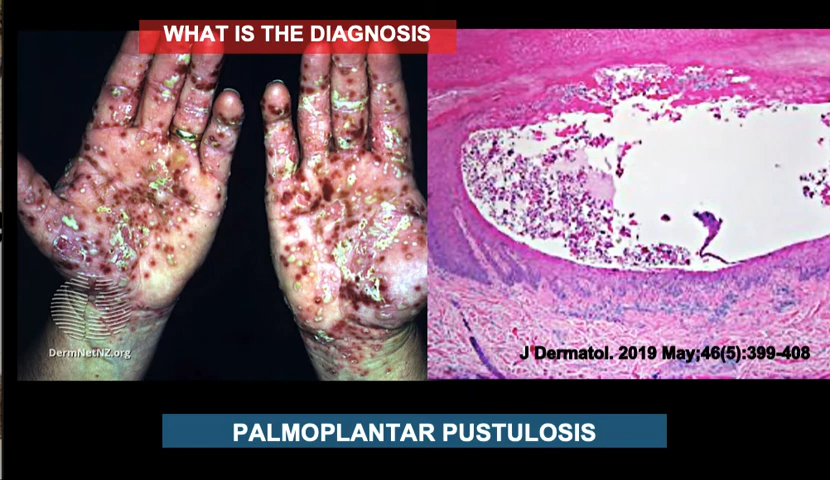 WHAT IS THE DIAGNOSIS
DermNetNZ.org
J Dermatol. 2019 May;46(5):399-408
PALMOPLANTAR PUSTULOSIS